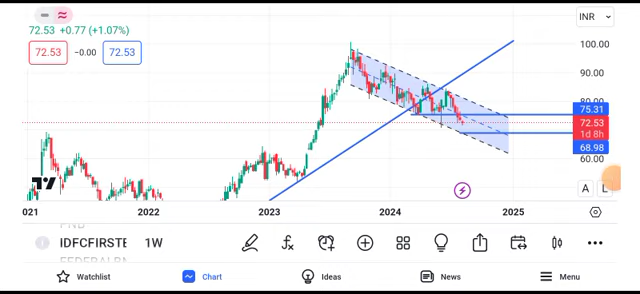 INR
72.53 +0.77 (+1.07%)
72.53 −0.00 72.53
100.00
90.00
80.00
75.31
72.53
1d 8h
68.98
60.00
A L
021 2022 2023 2024 2025
IDFCFIRSTB 1W
FEDERALBN
Watchlist Chart Ideas News Menu